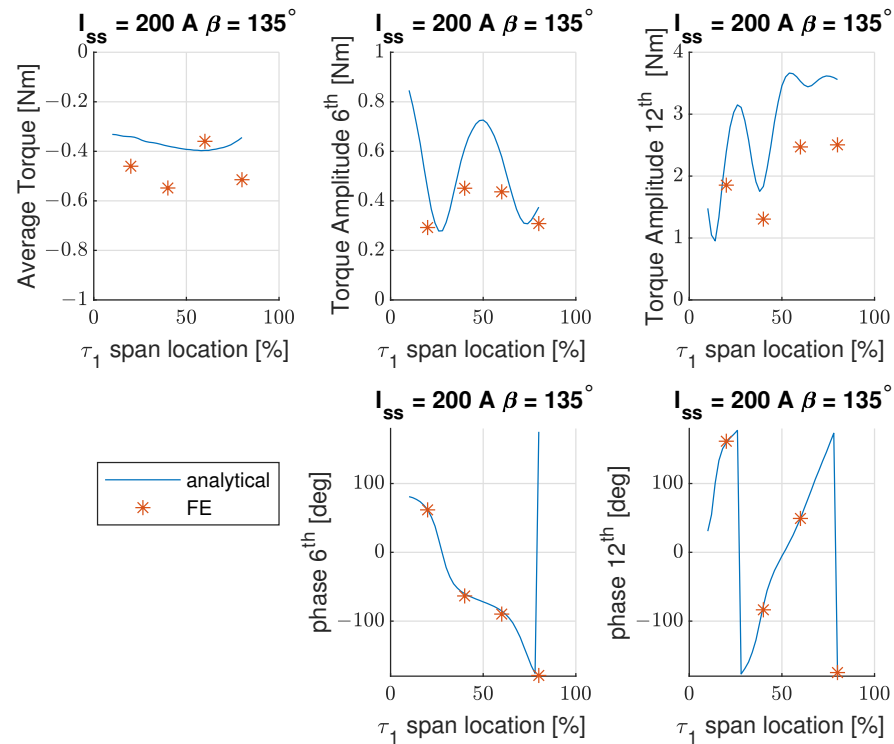 I_ss = 200 A β = 135°
I_ss = 200 A β = 135°
I_ss = 200 A β = 135°
Average Torque [Nm]
0
−0.2
−0.4
−0.6
−0.8
−1
0 50 100
τ_1 span location [%]
Torque Amplitude 6^th [Nm]
1
0.8
0.6
0.4
0.2
0
0 50 100
τ_1 span location [%]
Torque Amplitude 12^th [Nm]
4
3
2
1
0
0 50 100
τ_1 span location [%]
analytical
FE
I_ss = 200 A β = 135°
I_ss = 200 A β = 135°
phase 6^th [deg]
100
0
−100
0 50 100
τ_1 span location [%]
phase 12^th [deg]
100
0
−100
0 50 100
τ_1 span location [%]